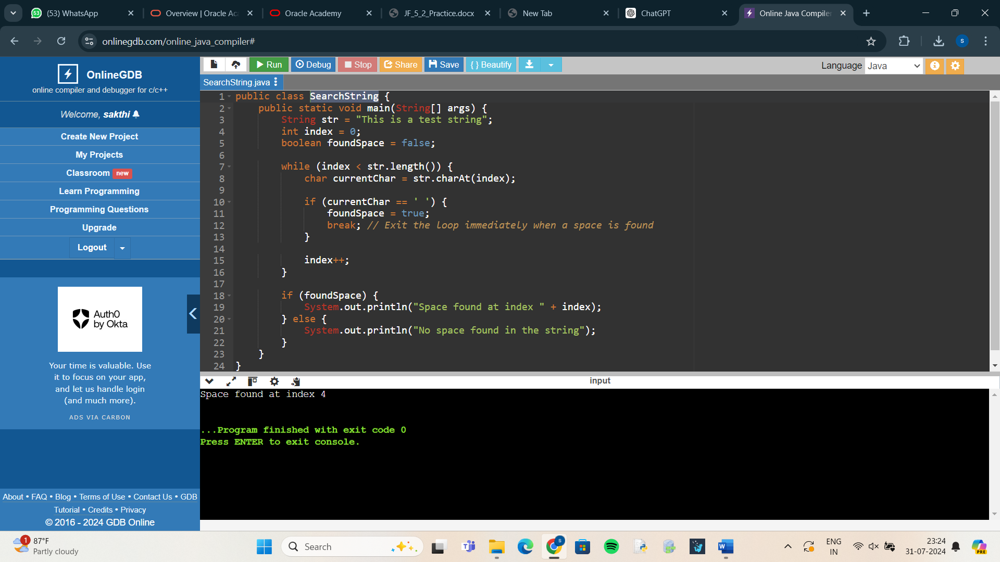 53 (53) WhatsApp
Overview | Oracle Aca
Oracle Academy
JF_5_2_Practice.docx
New Tab
ChatGPT
Online Java Compiler
onlinegdb.com/online_java_compiler#
s
OnlineGDB
online compiler and debugger for c/c++
Welcome, sakthi
Create New Project
My Projects
Classroom new
Learn Programming
Programming Questions
Upgrade
Logout
Auth0
by Okta
Your time is valuable. Use
it to focus on your app,
and let us handle login
(and much more).
ADS VIA CARBON
About • FAQ • Blog • Terms of Use • Contact Us • GDB
Tutorial • Credits • Privacy
© 2016 - 2024 GDB Online
Run Debug Stop Share Save { } Beautify
Language Java
SearchString.java
1 public class SearchString {
2     public static void main(String[] args) {
3         String str = "This is a test string";
4         int index = 0;
5         boolean foundSpace = false;
6
7         while (index < str.length()) {
8             char currentChar = str.charAt(index);
9
10             if (currentChar == ' ') {
11                 foundSpace = true;
12                 break; // Exit the loop immediately when a space is found
13             }
14
15             index++;
16         }
17
18         if (foundSpace) {
19             System.out.println("Space found at index " + index);
20         } else {
21             System.out.println("No space found in the string");
22         }
23     }
24 }
input
Space found at index 4
...Program finished with exit code 0
Press ENTER to exit console.
1 87°F
Partly cloudy
Search
S
ENG
IN
23:24
31-07-2024
PRE